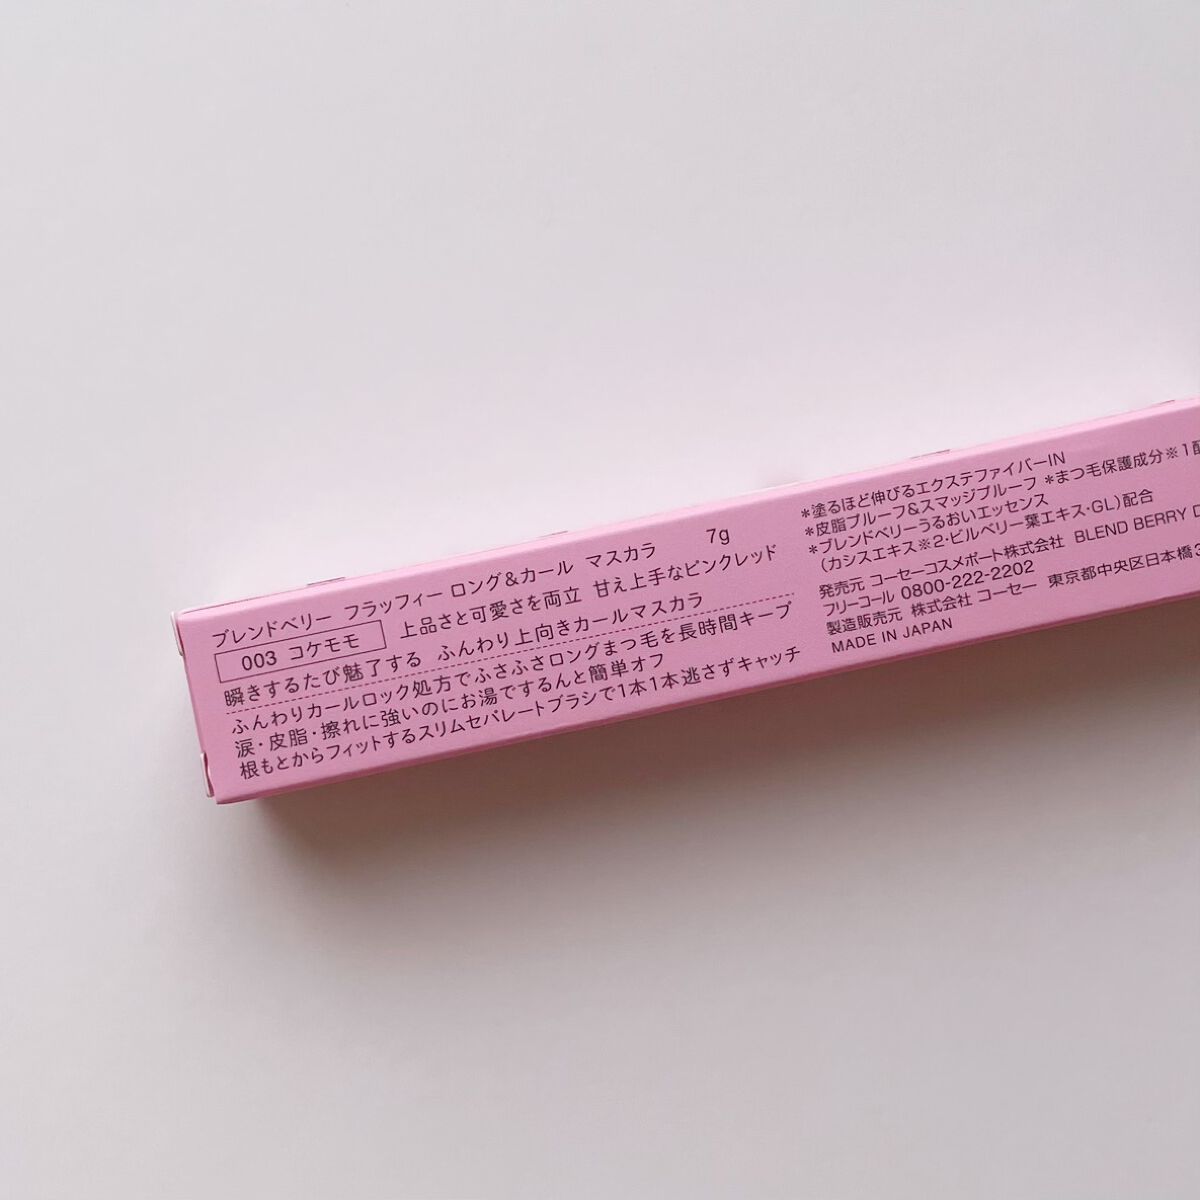 ブレンドベリー フラッフィー ロング&カール マスカラ 7g
003 コケモモ 上品さと可愛さを両立 甘え上手なピンクレッド
瞬きするたび魅了する ふんわり上向きカールマスカラ
ふんわりカールロック処方でふさふさロングまつ毛を長時間キープ
涙・皮脂・擦れに強いのにお湯でするんと簡単オフ
根もとからフィットするスリムセパレートブラシで1本1本逃さずキャッチ
*塗るほど伸びるエクステファイバーIN
*皮脂プルーフ&スマッジプルーフ *まつ毛保護成分※1配
*ブレンドベリーうるおいエッセンス
(カシスエキス※2・ビルベリー葉エキス・GL)配合
発売元 コーセーコスメポート株式会社 BLEND BERRY D
フリーコール 0800-222-2202
製造販売元 株式会社 コーセー 東京都中央区日本橋3
MADE IN JAPAN